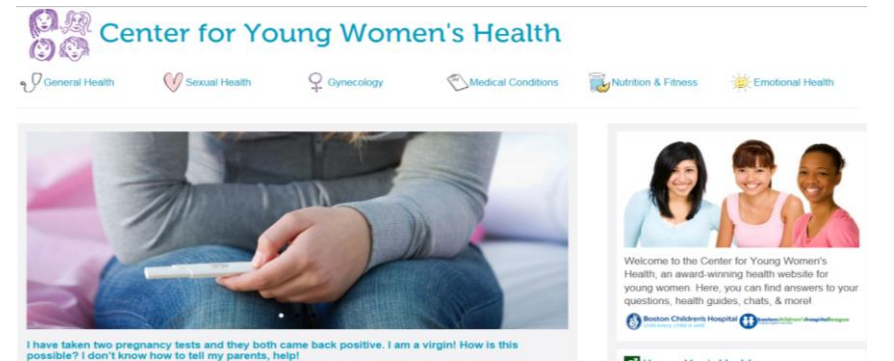 Center for Young Women's Health
General Health
Sexual Health
Gynecology
Medical Conditions
Nutrition & Fitness
Emotional Health
I have taken two pregnancy tests and they both came back positive. I am a virgin! How is this
possible? I don't know how to tell my parents, help!
Welcome to the Center for Young Women's
Health, an award-winning health website for
young women. Here, you can find answers to your
questions, health guides, chats, & more!
Boston Children's Hospital